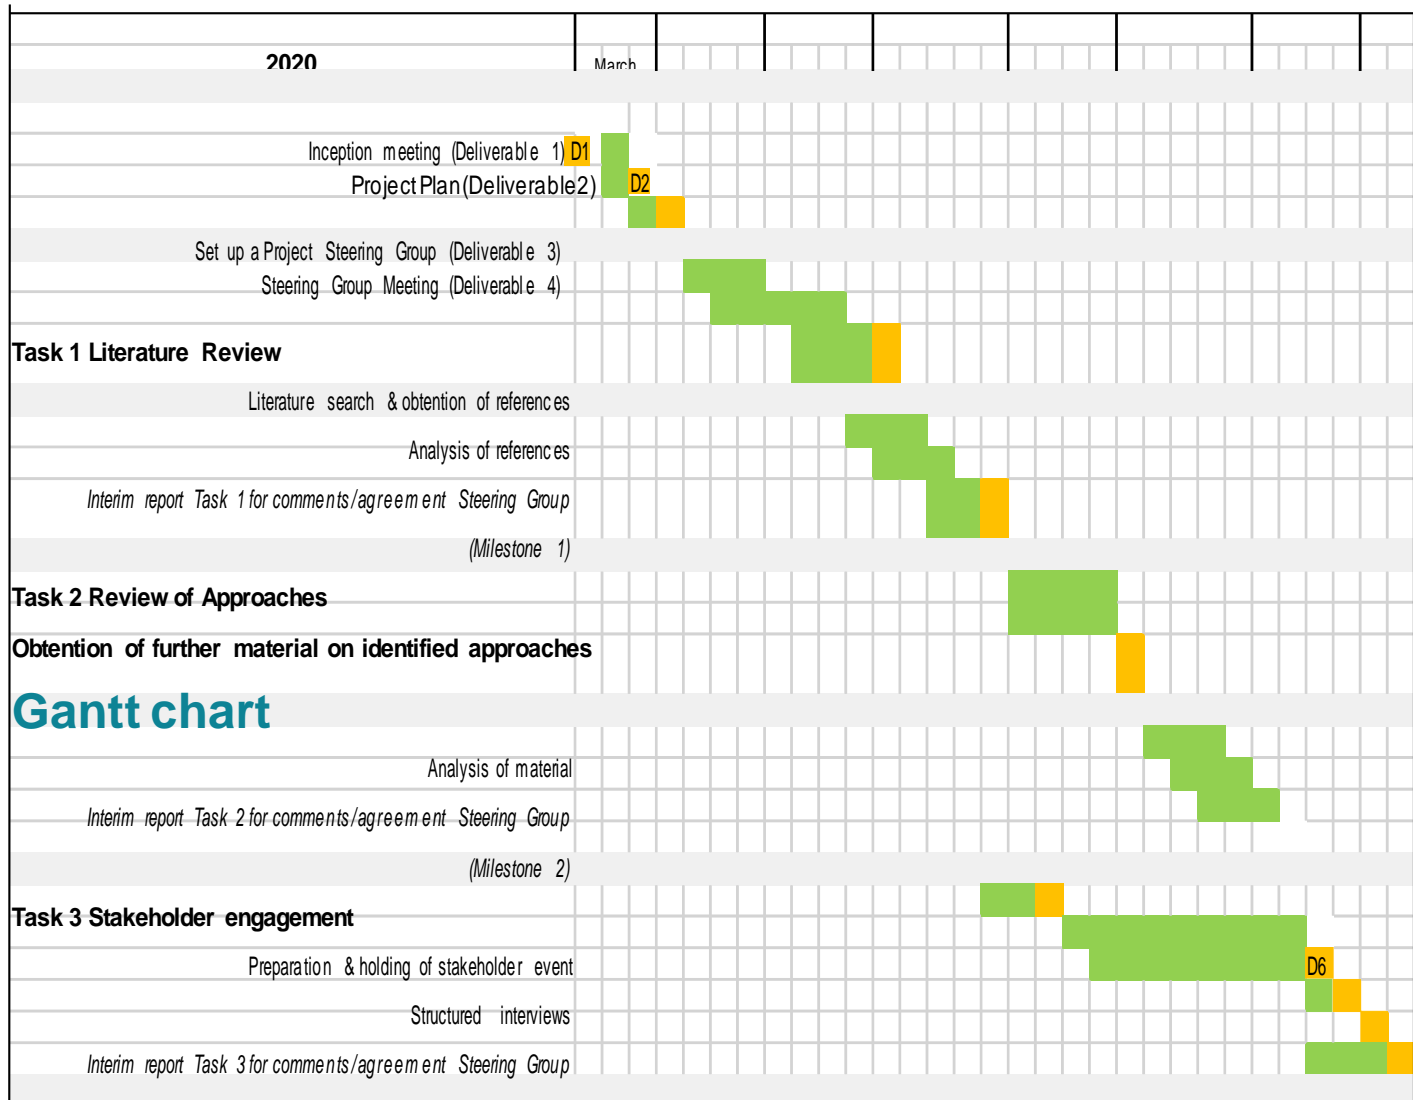 2020 March
Inception meeting (Deliverable 1) D1
Project Plan (Deliverable 2) D2
Set up a Project Steering Group (Deliverable 3)
Steering Group Meeting (Deliverable 4)
Task 1 Literature Review
Literature search & obtention of references
Analysis of references
Interim report Task 1 for comments/agreement Steering Group
(Milestone 1)
Task 2 Review of Approaches
Obtention of further material on identified approaches
Gantt chart
Analysis of material
Interim report Task 2 for comments/agreement Steering Group
(Milestone 2)
Task 3 Stakeholder engagement
Preparation & holding of stakeholder event D6
Structured interviews
Interim report Task 3 for comments/agreement Steering Group